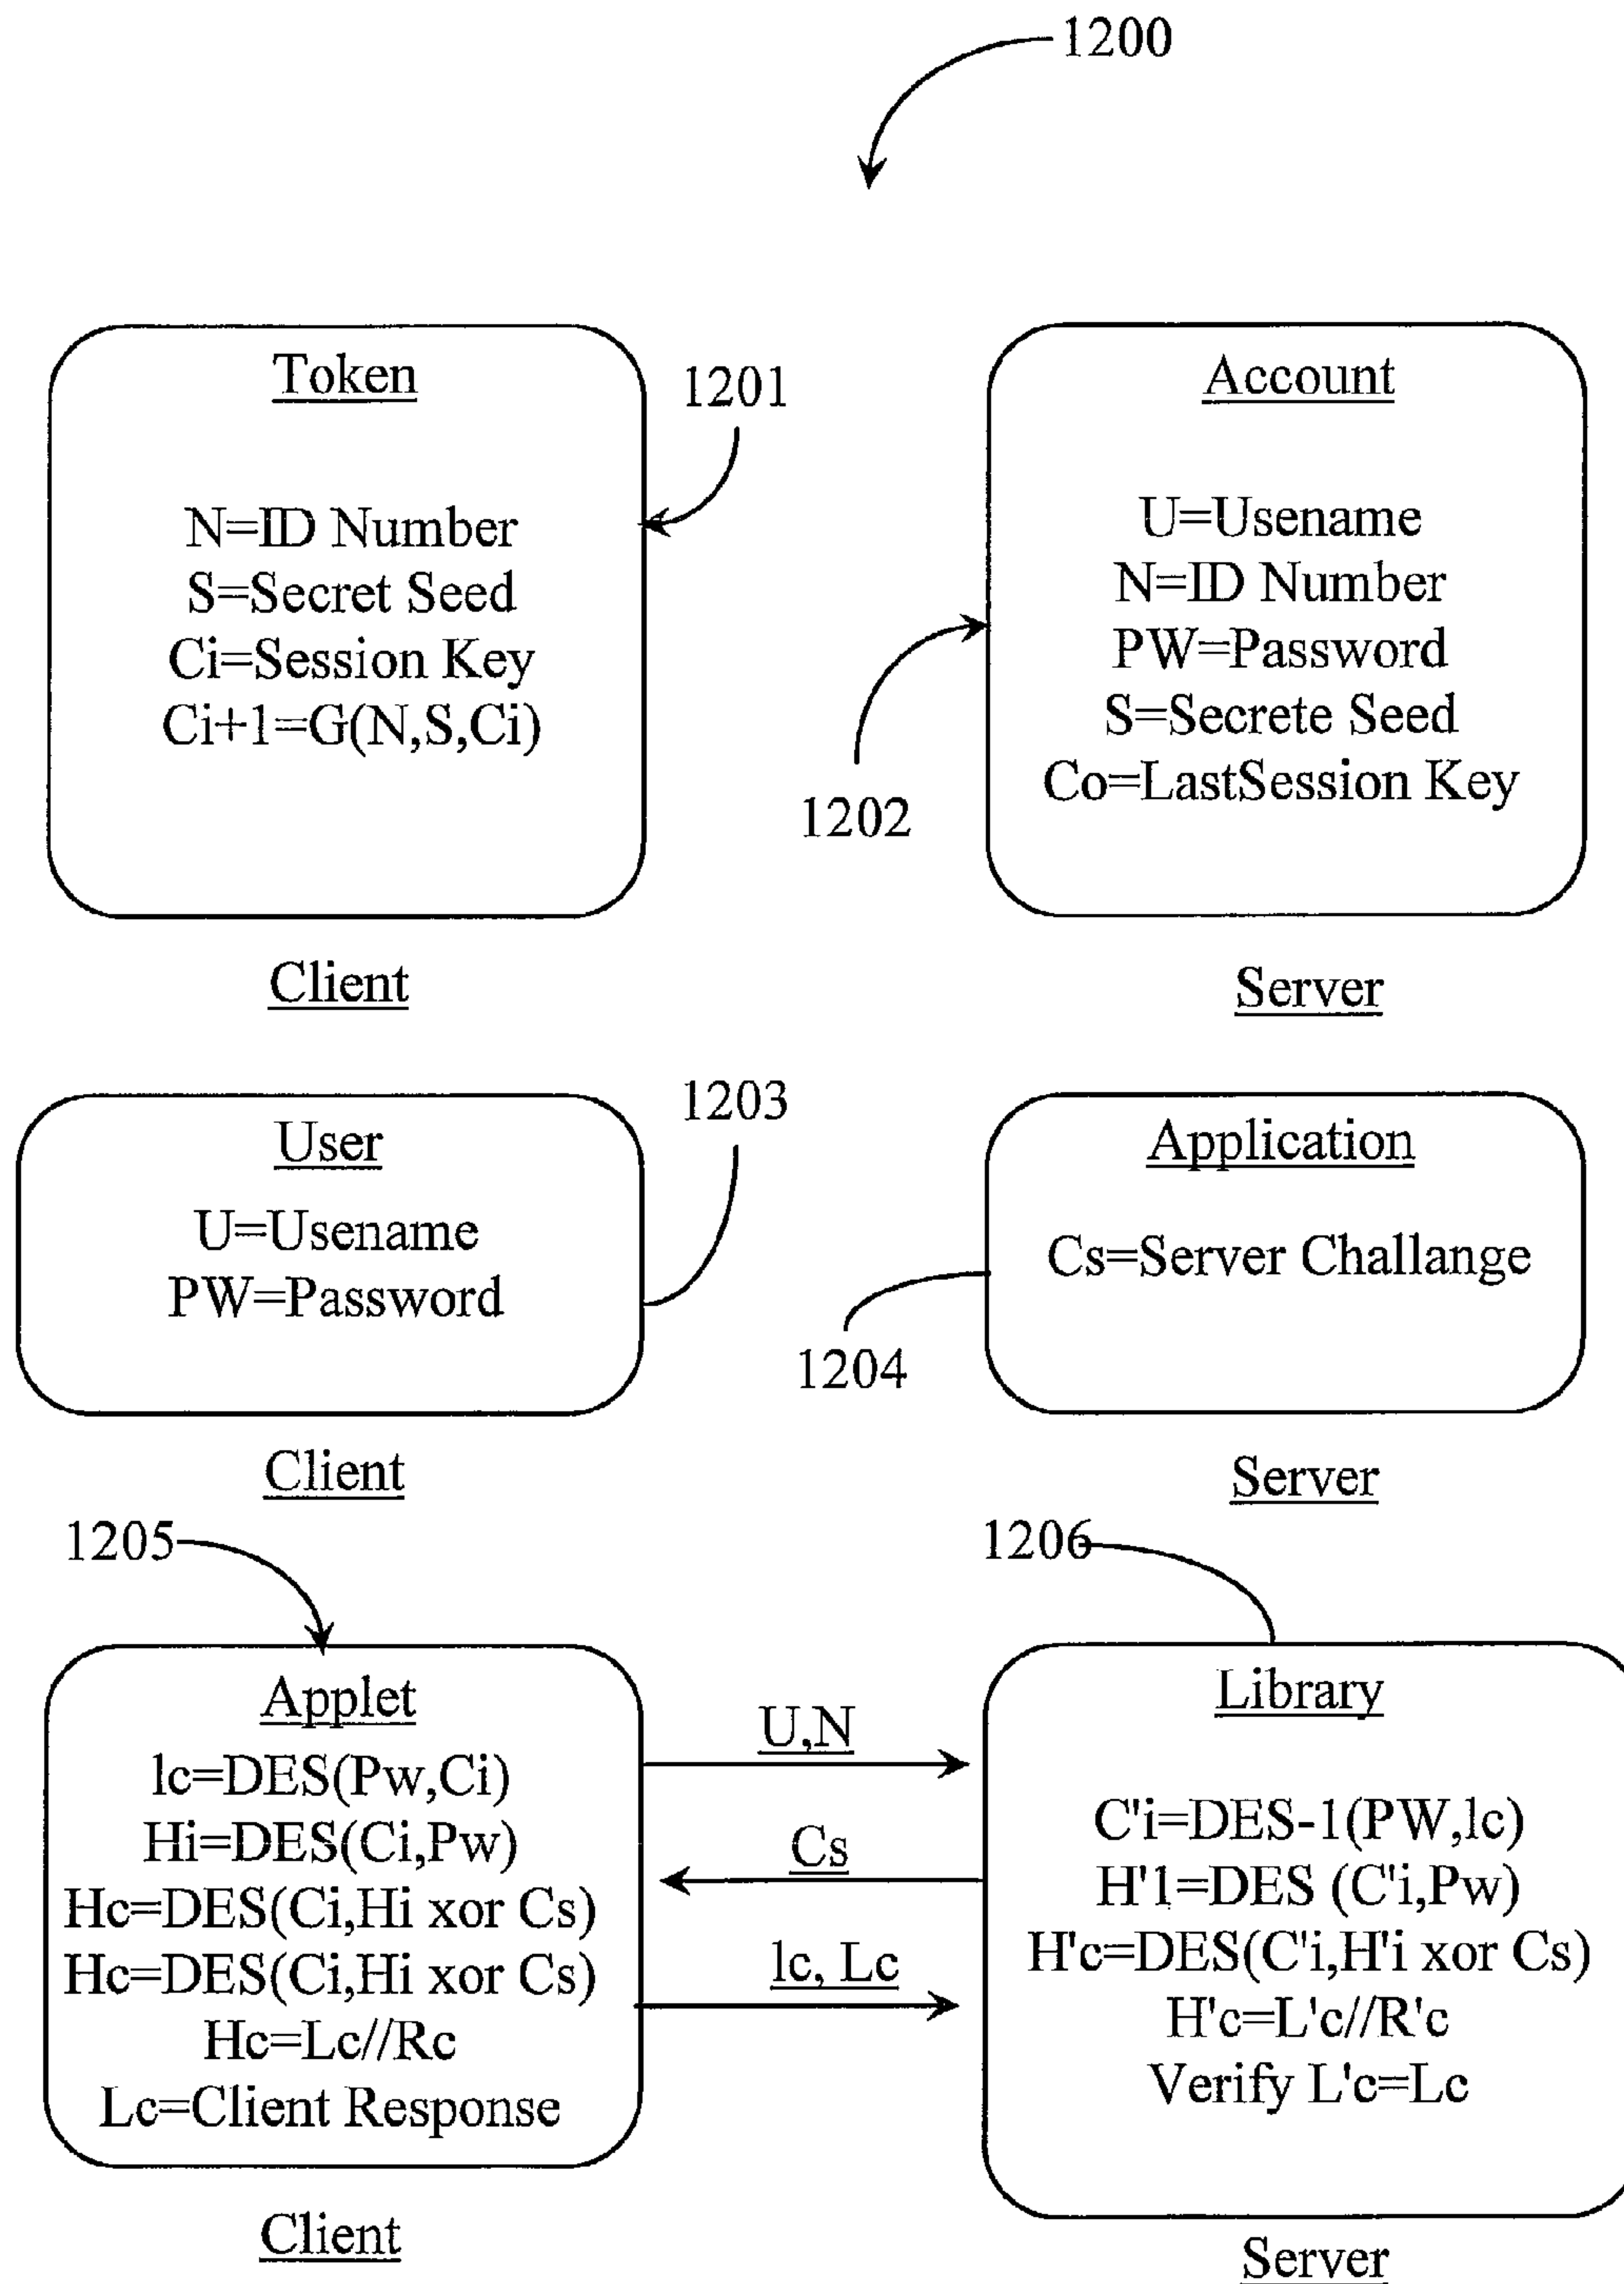 1200
Token
N=ID Number
S=Secret Seed
Ci=Session Key
Ci+1=G(N,S,Ci)
1201
Account
U=Usename
N=ID Number
PW=Password
S=Secrete Seed
Co=LastSession Key
1202
Client
Server
User
U=Usename
PW=Password
1203
Application
Cs=Server Challange
1204
Client
Server
1205
1206
Applet
lc=DES(Pw,Ci)
Hi=DES(Ci,Pw)
Hc=DES(Ci,Hi xor Cs)
Hc=DES(Ci,Hi xor Cs)
Hc=Lc//Rc
Lc=Client Response
U,N
Cs
lc, Lc
Library
C'i=DES-1(PW,lc)
H'1=DES (C'i,Pw)
H'c=DES(C'i,H'i xor Cs)
H'c=L'c//R'c
Verify L'c=Lc
Client
Server